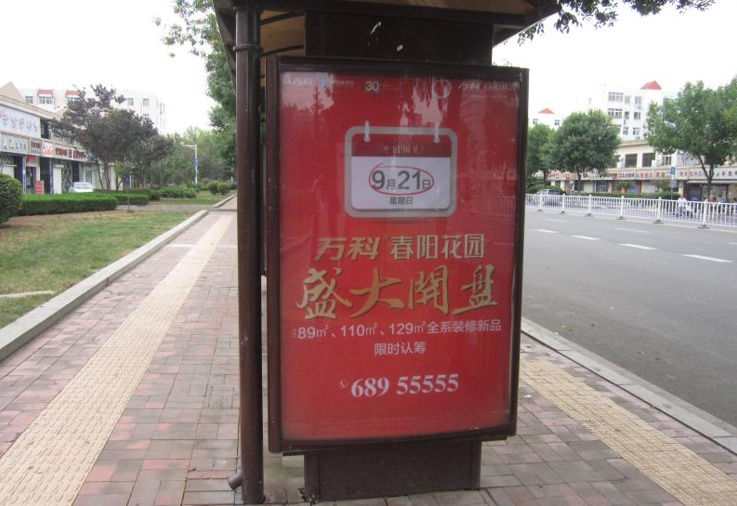 30
9月21日
星期日
万科 春阳花园
盛大開盘
89㎡、110㎡、129㎡全系装修新品
限时认筹
689 55555